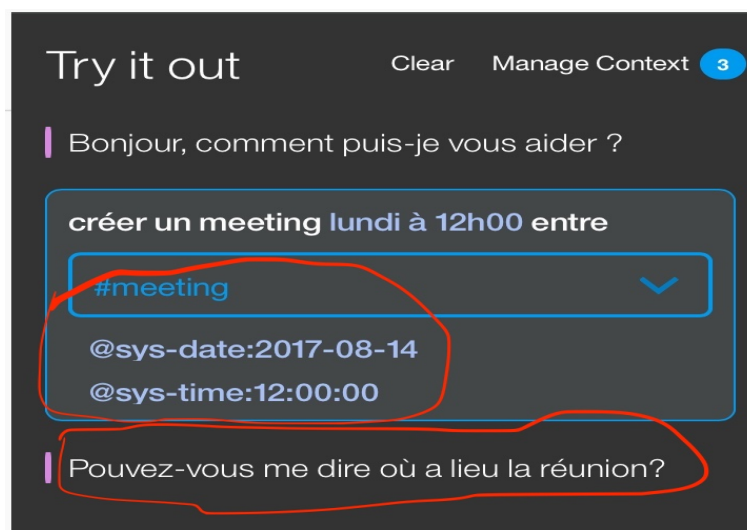 Try it out Clear Manage Context 3
Bonjour, comment puis-je vous aider ?
créer un meeting lundi à 12h00 entre
#meeting
@sys-date:2017-08-14
@sys-time:12:00:00
Pouvez-vous me dire où a lieu la réunion?